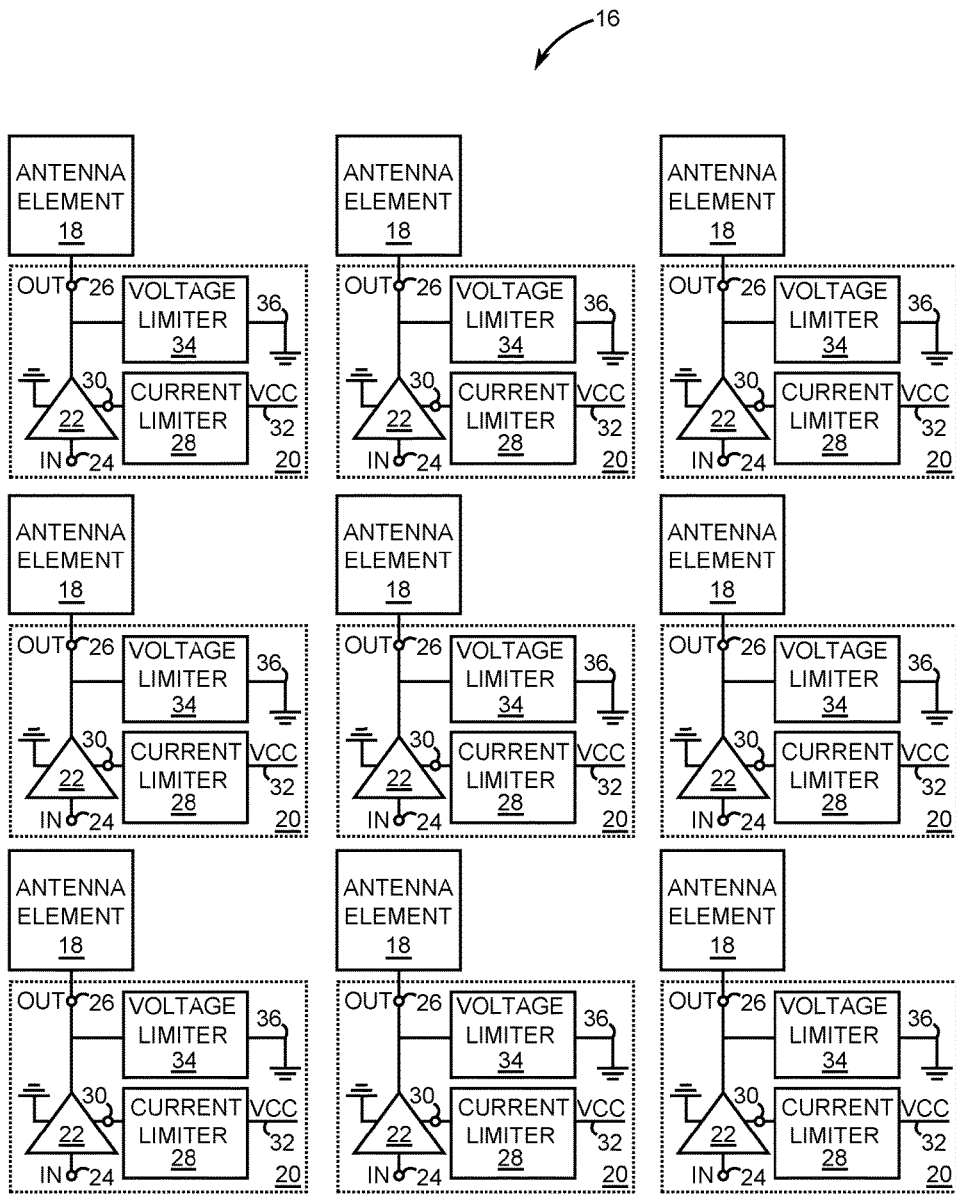 16
ANTENNA ELEMENT 18
ANTENNA ELEMENT 18
ANTENNA ELEMENT 18
OUT 26 VOLTAGE LIMITER 34 36
30 CURRENT LIMITER 28 VCC 32
22
IN 24 20
OUT 26 VOLTAGE LIMITER 34 36
30 CURRENT LIMITER 28 VCC 32
22
IN 24 20
OUT 26 VOLTAGE LIMITER 34 36
30 CURRENT LIMITER 28 VCC 32
22
IN 24 20
ANTENNA ELEMENT 18
ANTENNA ELEMENT 18
ANTENNA ELEMENT 18
OUT 26 VOLTAGE LIMITER 34 36
30 CURRENT LIMITER 28 VCC 32
22
IN 24 20
OUT 26 VOLTAGE LIMITER 34 36
30 CURRENT LIMITER 28 VCC 32
22
IN 24 20
OUT 26 VOLTAGE LIMITER 34 36
30 CURRENT LIMITER 28 VCC 32
22
IN 24 20
ANTENNA ELEMENT 18
ANTENNA ELEMENT 18
ANTENNA ELEMENT 18
OUT 26 VOLTAGE LIMITER 34 36
30 CURRENT LIMITER 28 VCC 32
22
IN 24 20
OUT 26 VOLTAGE LIMITER 34 36
30 CURRENT LIMITER 28 VCC 32
22
IN 24 20
OUT 26 VOLTAGE LIMITER 34 36
30 CURRENT LIMITER 28 VCC 32
22
IN 24 20